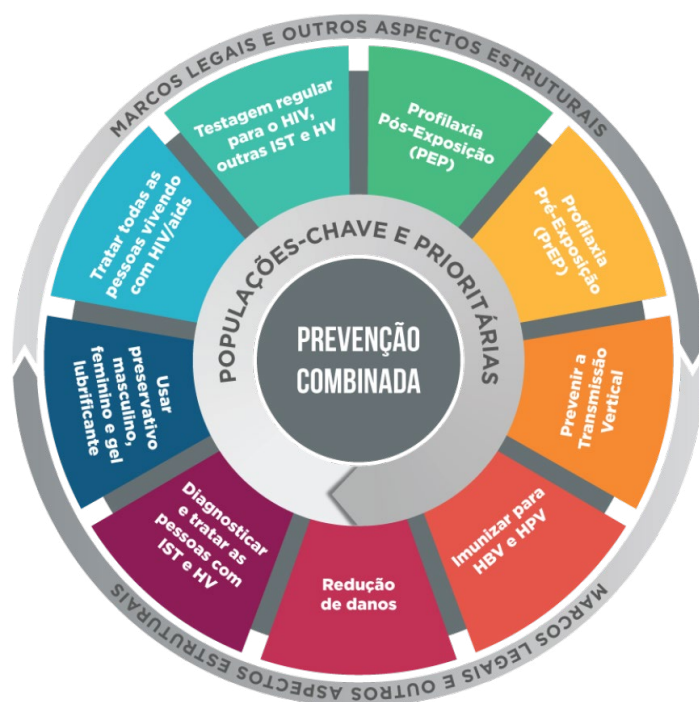 MARCOS LEGAIS E OUTROS ASPECTOS ESTRUTURAIS
Testagem regular
para o HIV,
outras IST e HV
Profilaxia
Pós-Exposição
(PEP)
Profilaxia
Pré-Exposição
(PrEP)
Prevenir a
Transmissão
Vertical
Imunizar para
HBV e HPV
Redução
de danos
Diagnosticar
e tratar as
pessoas com
IST e HV
Usar
preservativo
masculino,
feminino e gel
lubrificante
Tratar todas as
pessoas vivendo
com HIV/aids
POPULAÇÕES-CHAVE E PRIORITÁRIAS
PREVENÇÃO
COMBINADA
MARCOS LEGAIS E OUTROS ASPECTOS ESTRUTURAIS